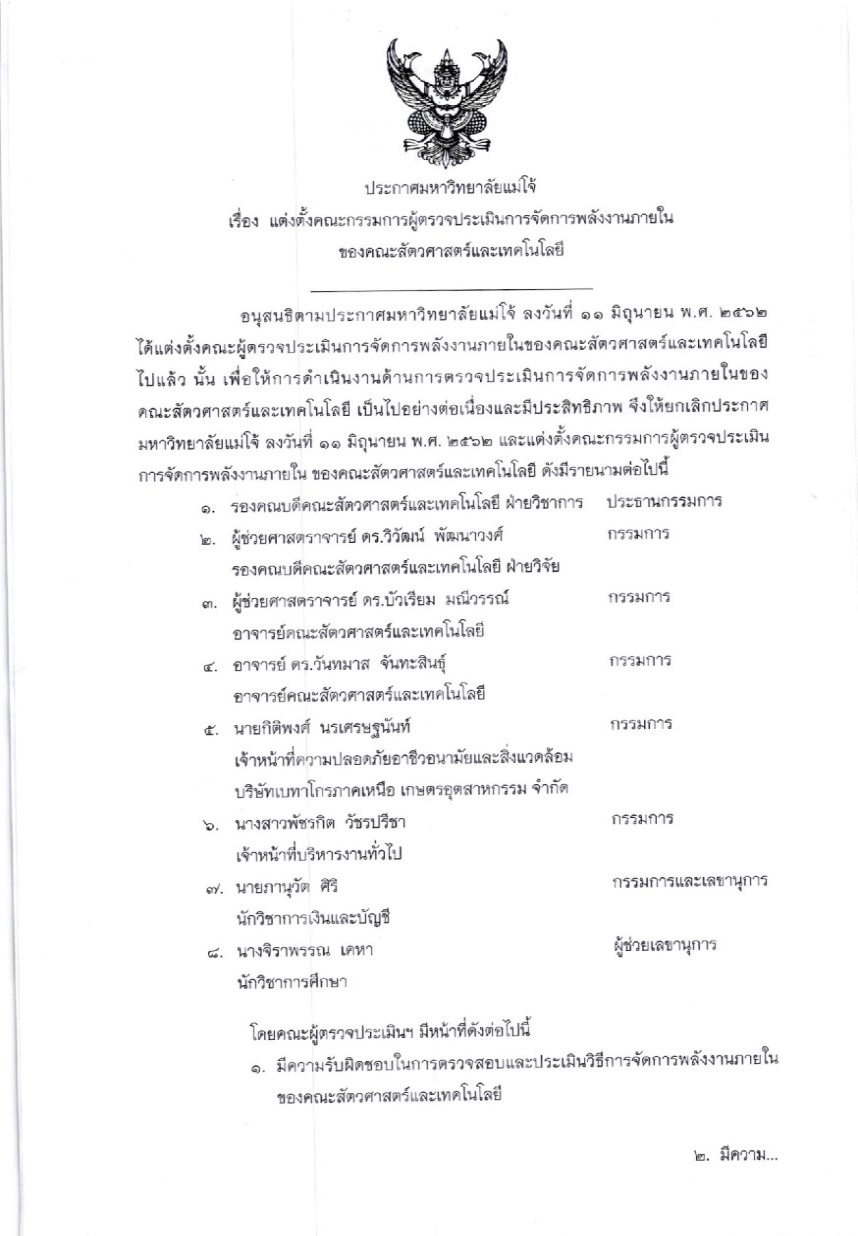 ประกาศมหาวิทยาลัยแม่โจ้
เรื่อง แต่งตั้งคณะกรรมการผู้ตรวจประเมินการจัดการพลังงานภายใน
ของคณะสัตวศาสตร์และเทคโนโลยี
อนุสนธิตามประกาศมหาวิทยาลัยแม่โจ้ ลงวันที่ ๑๑ มิถุนายน พ.ศ. ๒๕๖๒
ได้แต่งตั้งคณะผู้ตรวจประเมินการจัดการพลังงานภายในของคณะสัตวศาสตร์และเทคโนโลยี
ไปแล้ว นั้น เพื่อให้การดำเนินงานด้านการตรวจประเมินการจัดการพลังงานภายในของ
คณะสัตวศาสตร์และเทคโนโลยี เป็นไปอย่างต่อเนื่องและมีประสิทธิภาพ จึงให้ยกเลิกประกาศ
มหาวิทยาลัยแม่โจ้ ลงวันที่ ๑๑ มิถุนายน พ.ศ. ๒๕๖๒ และแต่งตั้งคณะกรรมการผู้ตรวจประเมิน
การจัดการพลังงานภายใน ของคณะสัตวศาสตร์และเทคโนโลยี ดังมีรายนามต่อไปนี้
๑. รองคณบดีคณะสัตวศาสตร์และเทคโนโลยี ฝ่ายวิชาการ ประธานกรรมการ
๒. ผู้ช่วยศาสตราจารย์ ดร.วิวัฒน์ พัฒนาวงศ์ กรรมการ
รองคณบดีคณะสัตวศาสตร์และเทคโนโลยี ฝ่ายวิจัย
๓. ผู้ช่วยศาสตราจารย์ ดร.บัวเรียม มณีวรรณ์ กรรมการ
อาจารย์คณะสัตวศาสตร์และเทคโนโลยี
๔. อาจารย์ ดร.วันทมาส จันทะสินธุ์ กรรมการ
อาจารย์คณะสัตวศาสตร์และเทคโนโลยี
๕. นายกิติพงศ์ นรเศรษฐนันท์ กรรมการ
เจ้าหน้าที่ความปลอดภัยอาชีวอนามัยและสิ่งแวดล้อม
บริษัทเบทาโกรภาคเหนือ เกษตรอุตสาหกรรม จำกัด
๖. นางสาวพัชรกิต วัชรปรีชา กรรมการ
เจ้าหน้าที่บริหารงานทั่วไป
๗. นายภานุวัต ศิริ กรรมการและเลขานุการ
นักวิชาการเงินและบัญชี
๘. นางจิราพรรณ เคหา ผู้ช่วยเลขานุการ
นักวิชาการศึกษา
โดยคณะผู้ตรวจประเมินฯ มีหน้าที่ดังต่อไปนี้
๑. มีความรับผิดชอบในการตรวจสอบและประเมินวิธีการจัดการพลังงานภายใน
ของคณะสัตวศาสตร์และเทคโนโลยี
๒. มีความ...